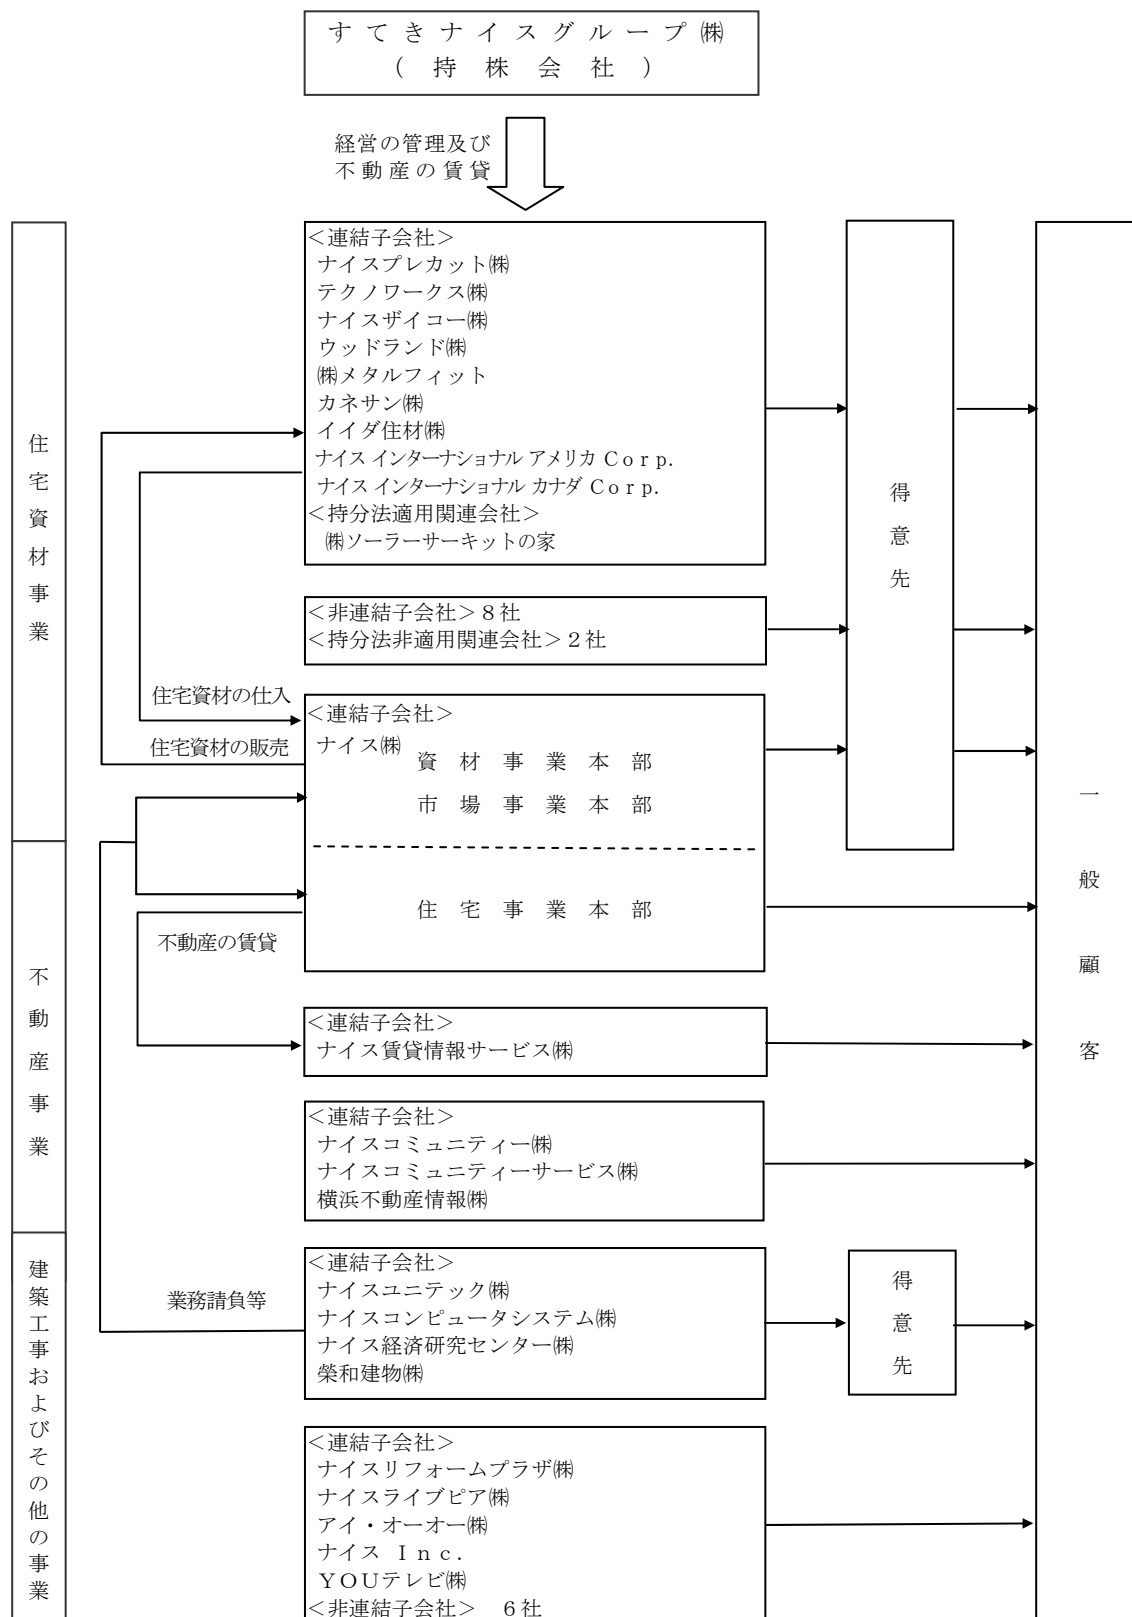 すてきナイスグループ㈱
（持株会社）
経営の管理及び
不動産の賃貸
住宅資材事業
＜連結子会社＞
ナイスプレカット㈱
テクノワークス㈱
ナイスザイコー㈱
ウッドランド㈱
㈱メタルフィット
カネサン㈱
イイダ住材㈱
ナイス インターナショナル アメリカ Ｃｏｒｐ.
ナイス インターナショナル カナダ Ｃｏｒｐ.
＜持分法適用関連会社＞
㈱ソーラーサーキットの家
得意先
一般顧客
＜非連結子会社＞８社
＜持分法非適用関連会社＞２社
住宅資材の仕入
住宅資材の販売
＜連結子会社＞
ナイス㈱
資材事業本部
市場事業本部
住宅事業本部
不動産事業
不動産の賃貸
＜連結子会社＞
ナイス賃貸情報サービス㈱
＜連結子会社＞
ナイスコミュニティー㈱
ナイスコミュニティーサービス㈱
横浜不動産情報㈱
建築工事およびその他の事業
業務請負等
＜連結子会社＞
ナイスユニテック㈱
ナイスコンピュータシステム㈱
ナイス経済研究センター㈱
榮和建物㈱
得意先
＜連結子会社＞
ナイスリフォームプラザ㈱
ナイスライブピア㈱
アイ・オーオー㈱
ナイス Ｉｎｃ.
ＹＯＵテレビ㈱
＜非連結子会社＞　６社